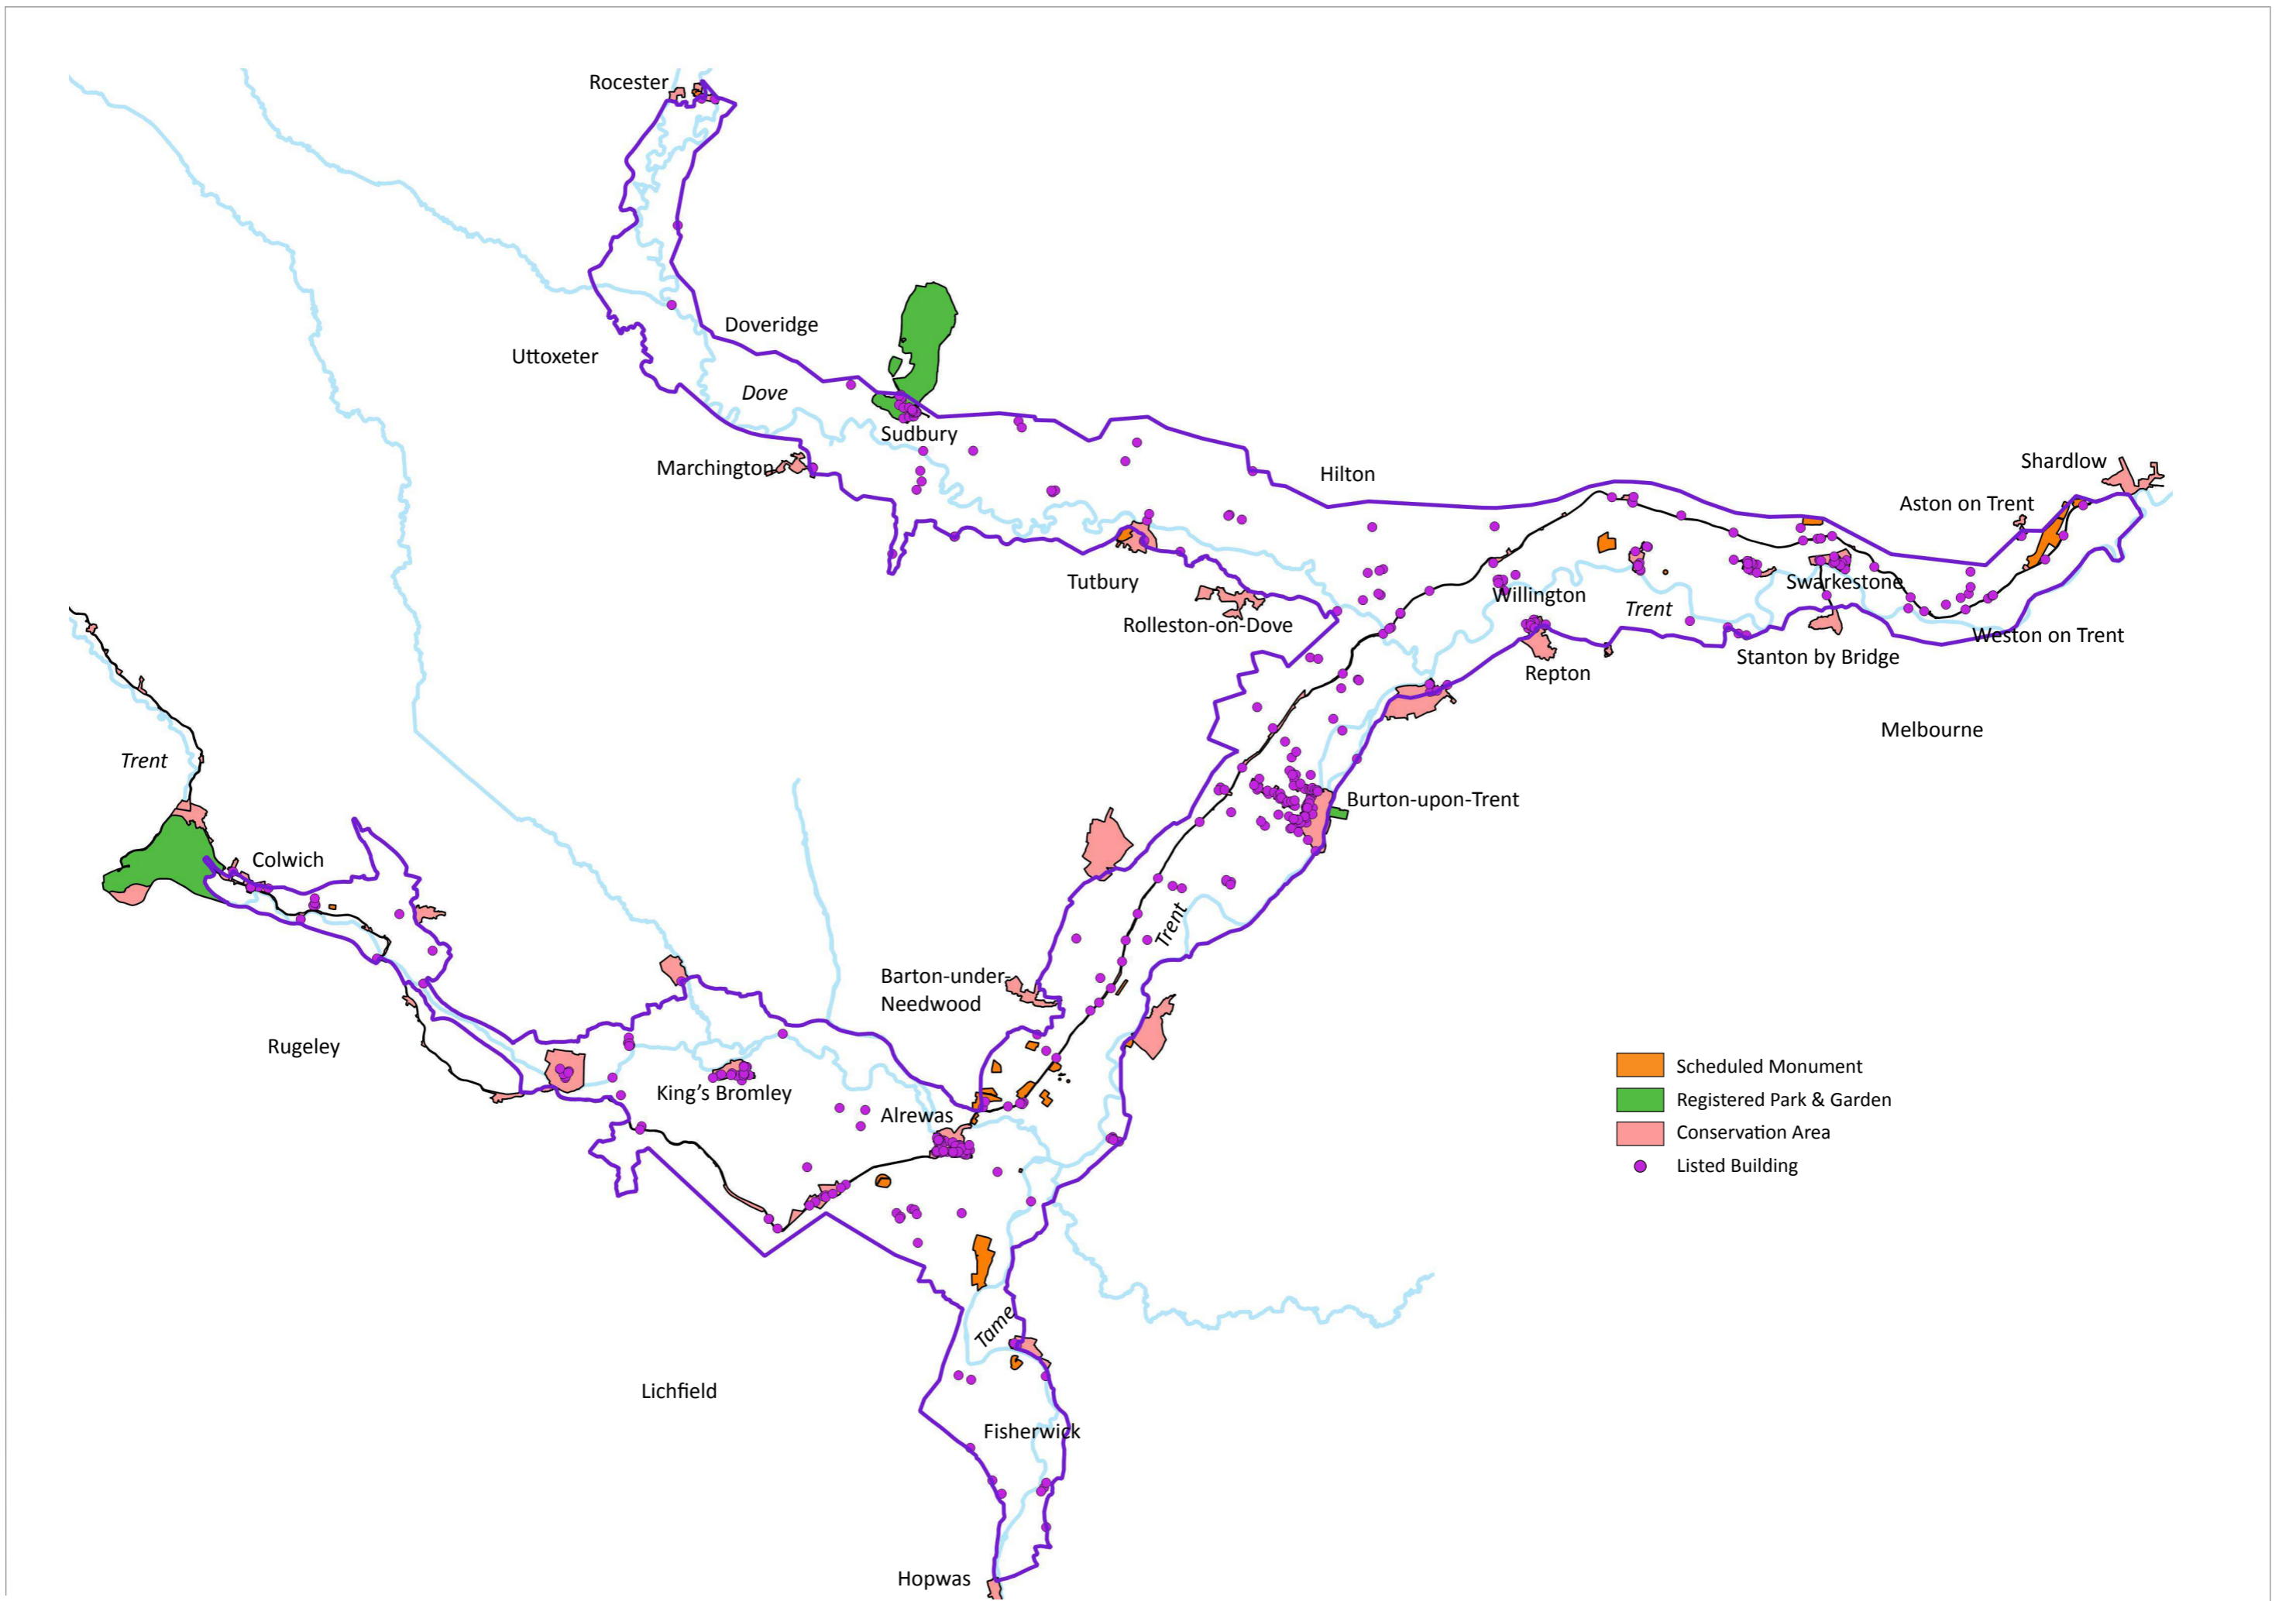 Rocester
Doveridge
Uttoxeter
Dove
Sudbury
Marchington
Hilton
Shardlow
Aston on Trent
Tutbury
Swarkestone
Willington
Trent
Rolleston-on-Dove
Weston on Trent
Stanton by Bridge
Repton
Melbourne
Trent
Burton-upon-Trent
Colwich
Trent
Barton-under-
Needwood
Rugeley
King's Bromley
Alrewas
Scheduled Monument
Registered Park & Garden
Conservation Area
Listed Building
Tame
Lichfield
Fisherwick
Hopwas